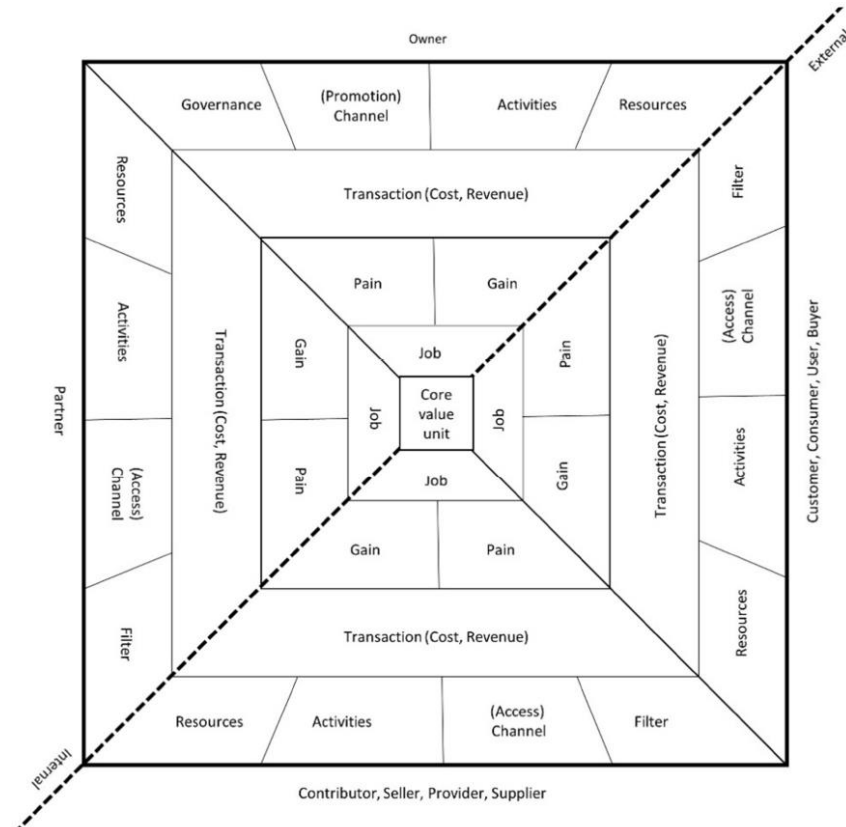 Owner
External
Governance
(Promotion)
Channel
Activities
Resources
Resources
Transaction (Cost, Revenue)
Filter
Pain
Gain
(Access)
Channel
Activities
Gain
Job
Pain
Partner
Transaction (Cost, Revenue)
Job
Core
value
unit
Job
Transaction (Cost, Revenue)
Customer, Consumer, User, Buyer
(Access)
Channel
Pain
Job
Gain
Activities
Gain
Pain
Filter
Transaction (Cost, Revenue)
Resources
Resources
Activities
(Access)
Channel
Filter
Internal
Contributor, Seller, Provider, Supplier